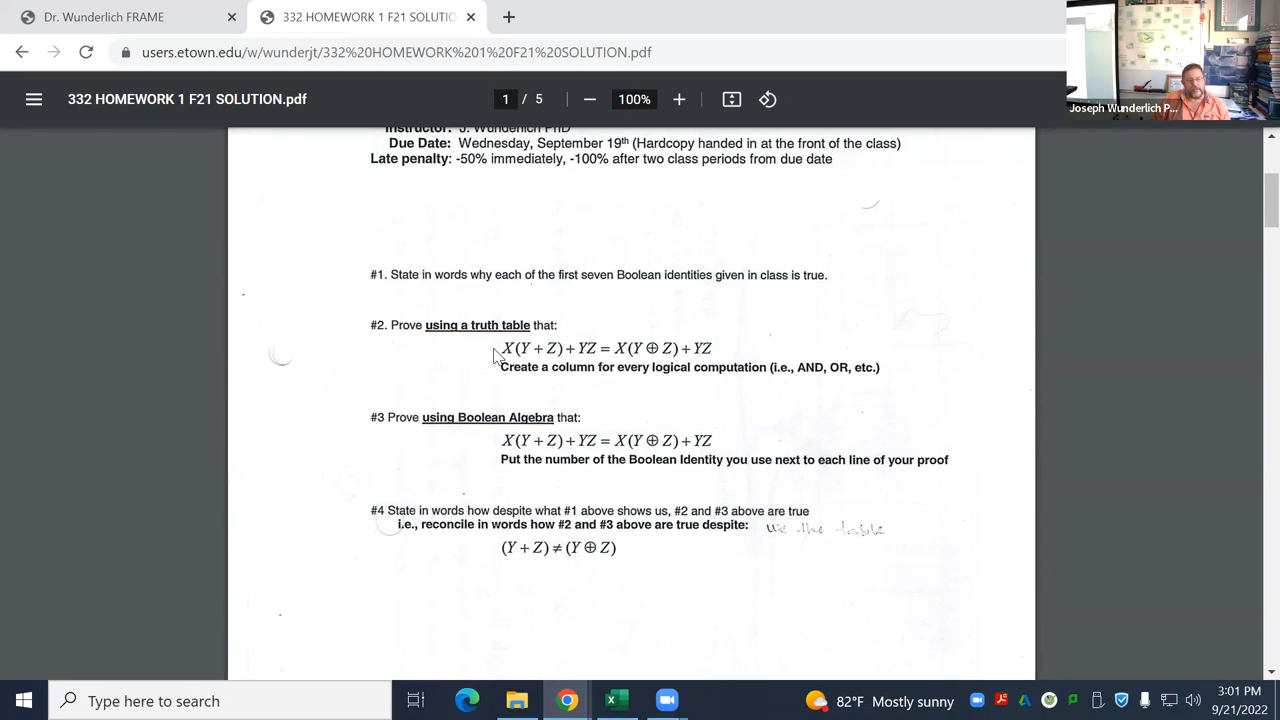 Dr. Wunderlich FRAME
332 HOMEWORK 1 F21 SOLUTION.pdf
users.etown.edu/w/wunderjt/332%20HOMEWORK%201%20F21%20SOLUTION.pdf
332 HOMEWORK 1 F21 SOLUTION.pdf
1 / 5
100%
Joseph Wunderlich P...
Instructor: J. Wunderlich PhD
Due Date: Wednesday, September 19th (Hardcopy handed in at the front of the class)
Late penalty: -50% immediately, -100% after two class periods from due date
#1. State in words why each of the first seven Boolean identities given in class is true.
#2. Prove using a truth table that:
X(Y + Z) + YZ = X(Y ⊕ Z) + YZ
Create a column for every logical computation (i.e., AND, OR, etc.)
#3 Prove using Boolean Algebra that:
X(Y + Z) + YZ = X(Y ⊕ Z) + YZ
Put the number of the Boolean Identity you use next to each line of your proof
#4 State in words how despite what #1 above shows us, #2 and #3 above are true
i.e., reconcile in words how #2 and #3 above are true despite: use the table
(Y + Z) ≠ (Y ⊕ Z)
Type here to search
82°F Mostly sunny
3:01 PM
9/21/2022